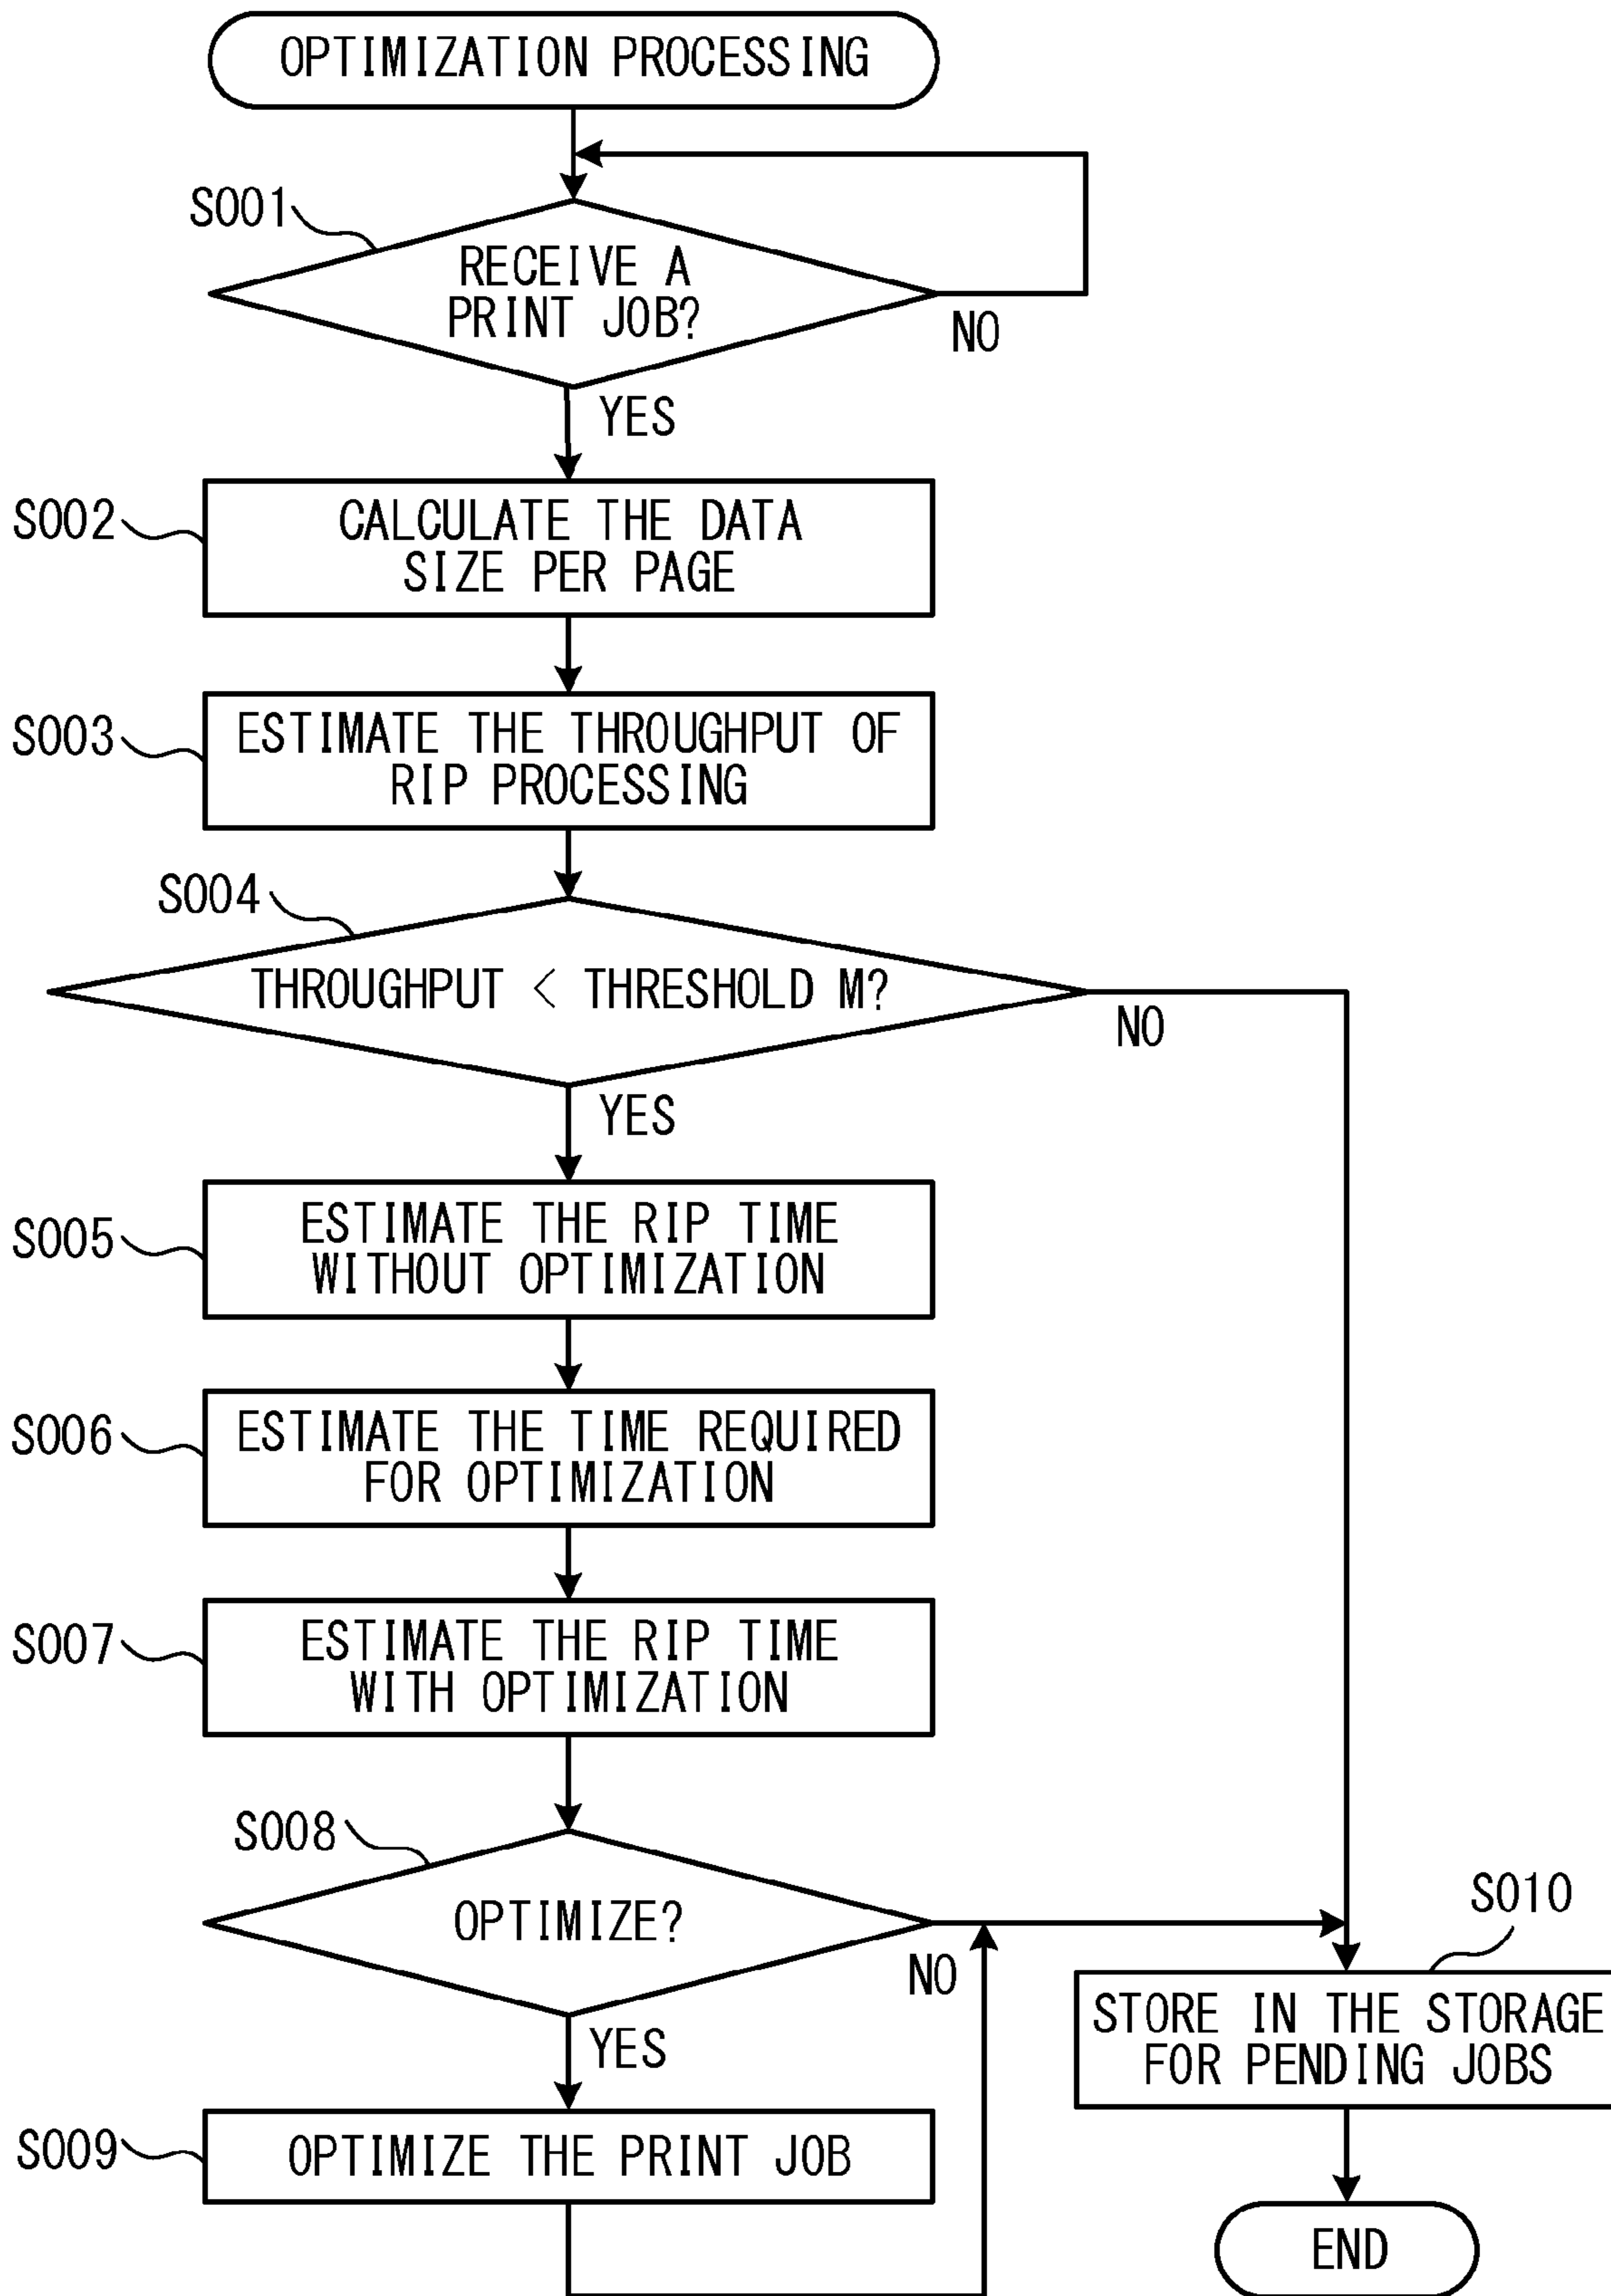 OPTIMIZATION PROCESSING
S001
RECEIVE A
PRINT JOB?
NO
YES
S002
CALCULATE THE DATA
SIZE PER PAGE
S003
ESTIMATE THE THROUGHPUT OF
RIP PROCESSING
S004
THROUGHPUT < THRESHOLD M?
NO
YES
S005
ESTIMATE THE RIP TIME
WITHOUT OPTIMIZATION
S006
ESTIMATE THE TIME REQUIRED
FOR OPTIMIZATION
S007
ESTIMATE THE RIP TIME
WITH OPTIMIZATION
S008
OPTIMIZE?
NO
YES
S009
OPTIMIZE THE PRINT JOB
S010
STORE IN THE STORAGE
FOR PENDING JOBS
END